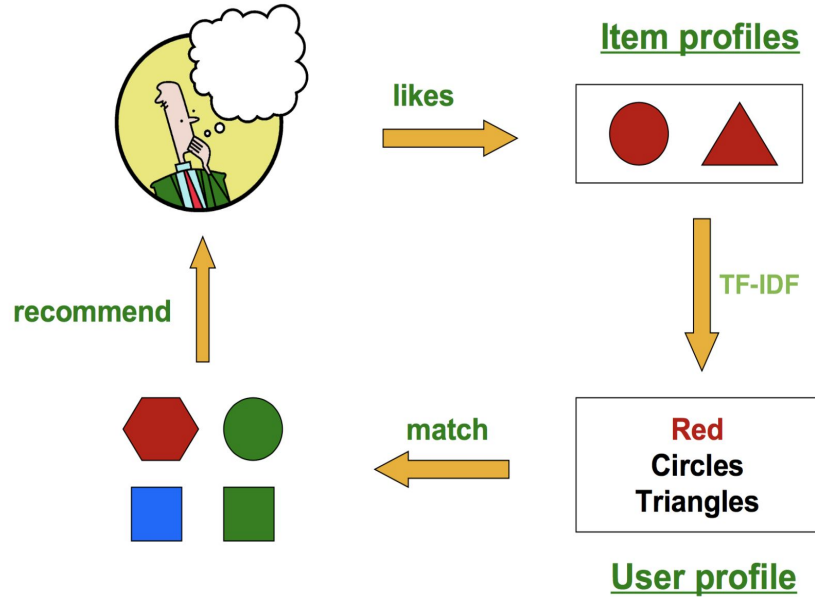 Item profiles
likes
TF-IDF
recommend
match
Red
Circles
Triangles
User profile